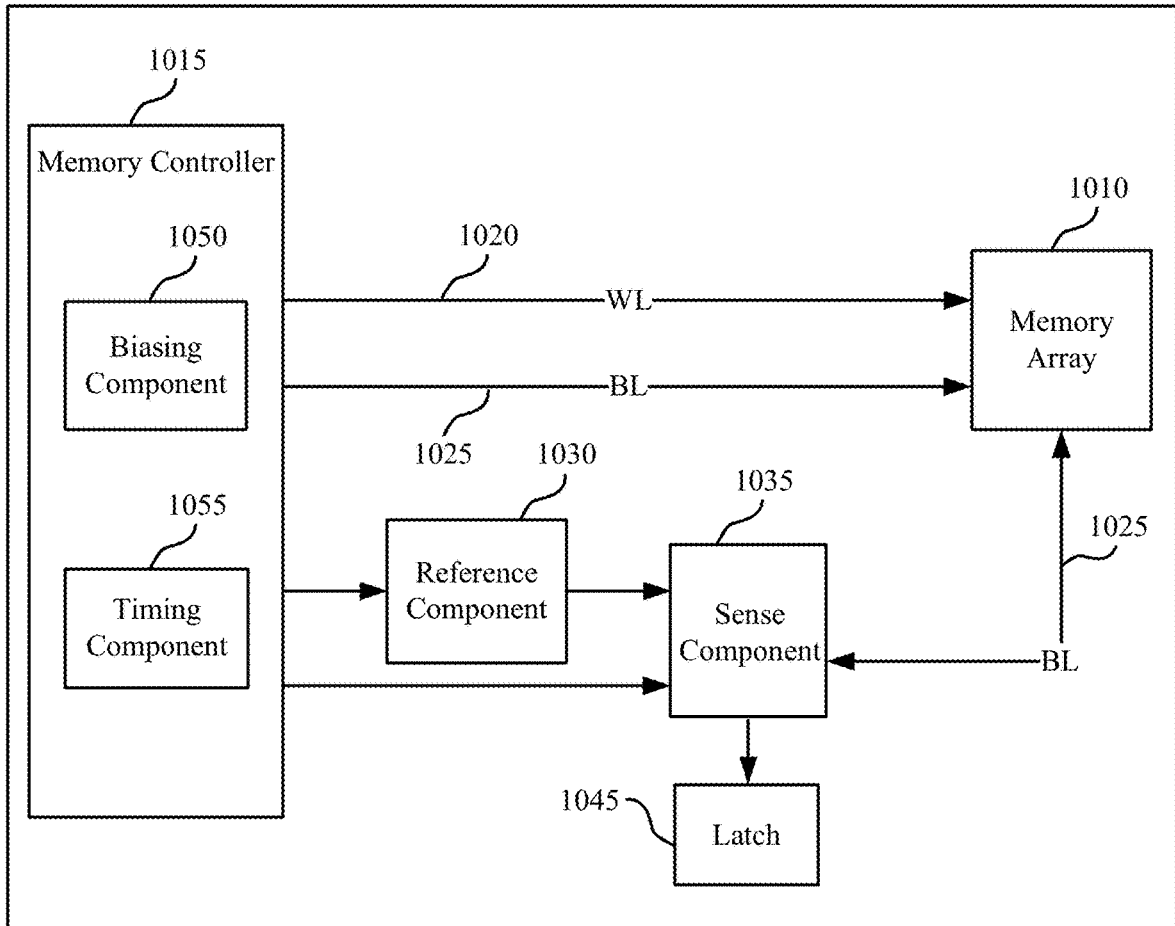 1015
Memory Controller
1010
1050
1020
WL
Memory
Array
Biasing
Component
BL
1025
1030
1035
1055
1025
Reference
Component
Timing
Component
Sense
Component
BL
1045
Latch